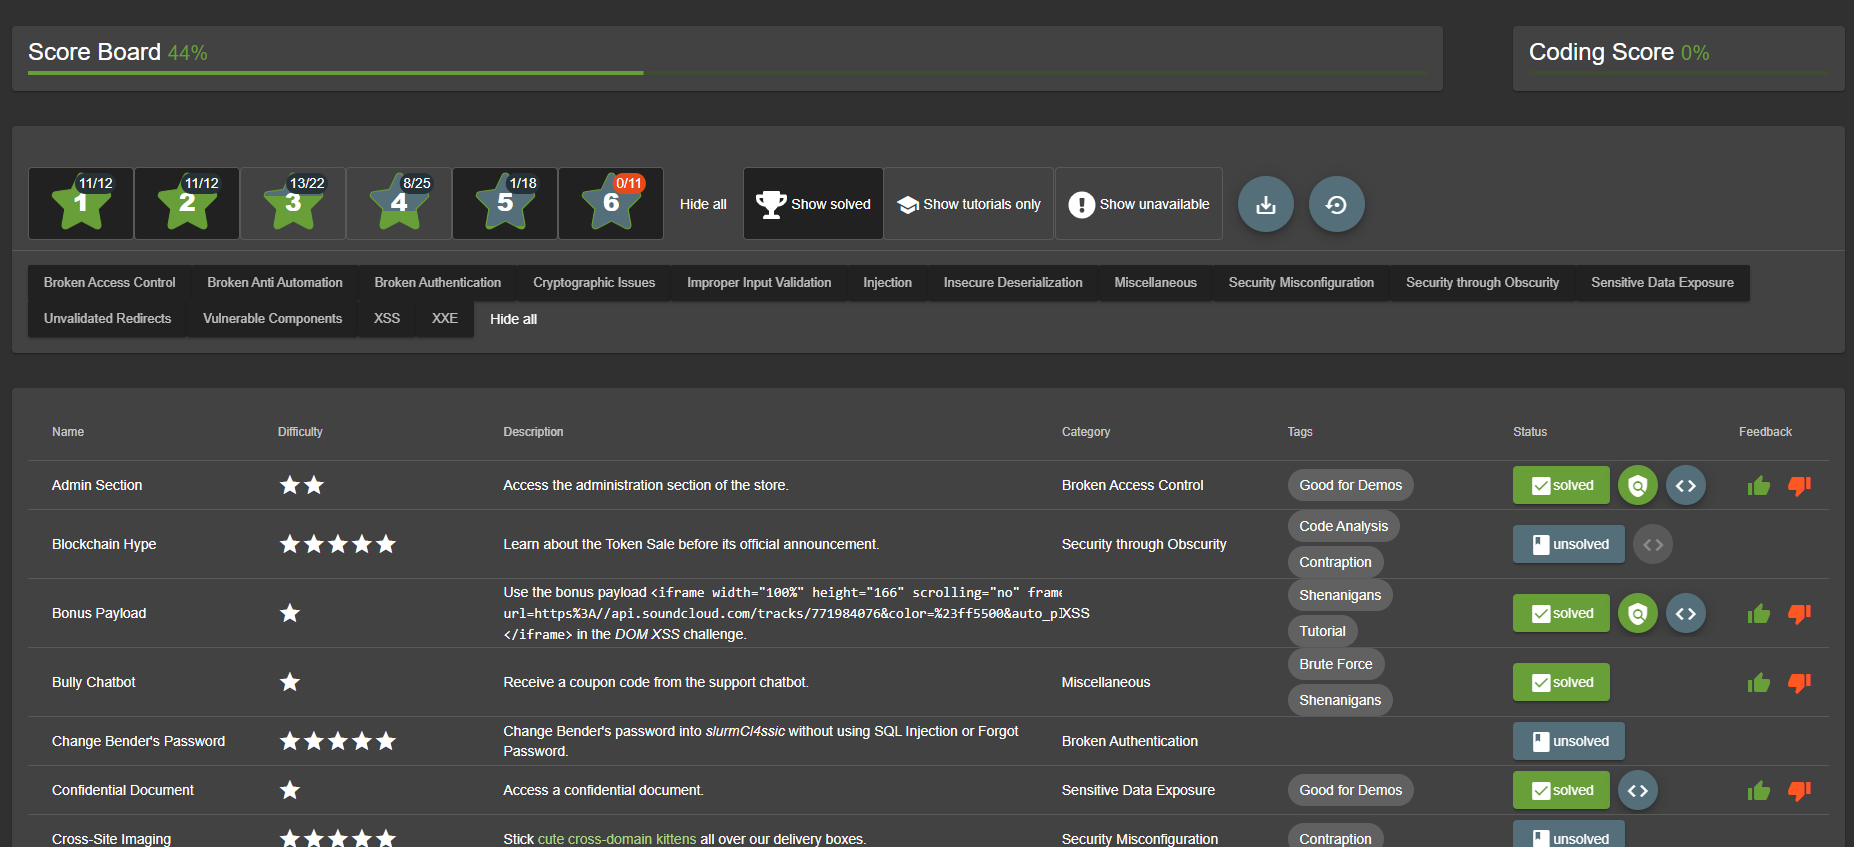 Score Board 44%
Coding Score 0%
1 11/12
2 11/12
3 13/22
4 8/25
5 1/18
6 0/11
Hide all
Show solved
Show tutorials only
Show unavailable
Broken Access Control Broken Anti Automation Broken Authentication Cryptographic Issues Improper Input Validation Injection Insecure Deserialization Miscellaneous Security Misconfiguration Security through Obscurity Sensitive Data Exposure
Unvalidated Redirects Vulnerable Components XSS XXE Hide all
Name Difficulty Description Category Tags Status Feedback
Admin Section Access the administration section of the store. Broken Access Control Good for Demos solved
Blockchain Hype Learn about the Token Sale before its official announcement. Security through Obscurity
Code Analysis
Contraption
unsolved
Bonus Payload
Use the bonus payload <iframe width="100%" height="166" scrolling="no" frame
url=https%3A//api.soundcloud.com/tracks/771984076&color=%23ff5500&auto_pl
</iframe> in the DOM XSS challenge.
XSS
Shenanigans
Tutorial
solved
Bully Chatbot Receive a coupon code from the support chatbot. Miscellaneous
Brute Force
Shenanigans
solved
Change Bender's Password
Change Bender's password into slurmCl4ssic without using SQL Injection or Forgot
Password.
Broken Authentication
unsolved
Confidential Document Access a confidential document. Sensitive Data Exposure Good for Demos solved
Cross-Site Imaging Stick cute cross-domain kittens all over our delivery boxes. Security Misconfiguration Contraption unsolved